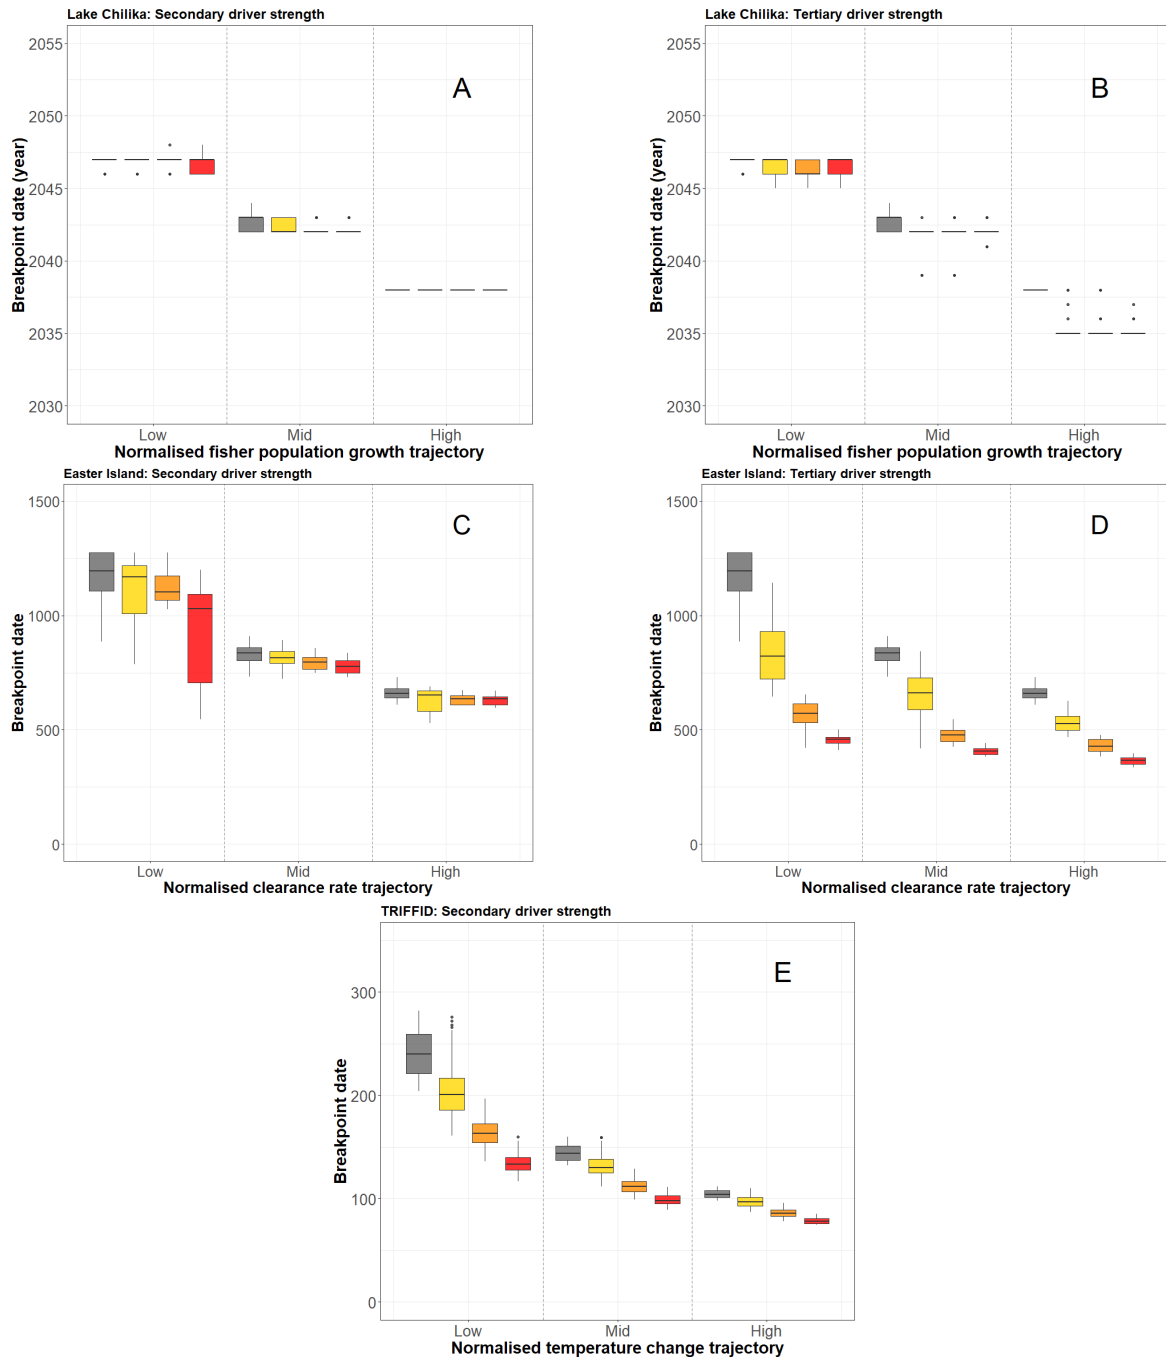 Lake Chilika: Secondary driver strength
A
2055
2050
2045
2040
2035
2030
Breakpoint date (year)
Low Mid High
Normalised fisher population growth trajectory
Lake Chilika: Tertiary driver strength
B
2055
2050
2045
2040
2035
2030
Breakpoint date (year)
Low Mid High
Normalised fisher population growth trajectory
Easter Island: Secondary driver strength
C
1500
1000
500
0
Breakpoint date
Low Mid High
Normalised clearance rate trajectory
Easter Island: Tertiary driver strength
D
1500
1000
500
0
Breakpoint date
Low Mid High
Normalised clearance rate trajectory
TRIFFID: Secondary driver strength
E
300
200
100
0
Breakpoint date
Low Mid High
Normalised temperature change trajectory